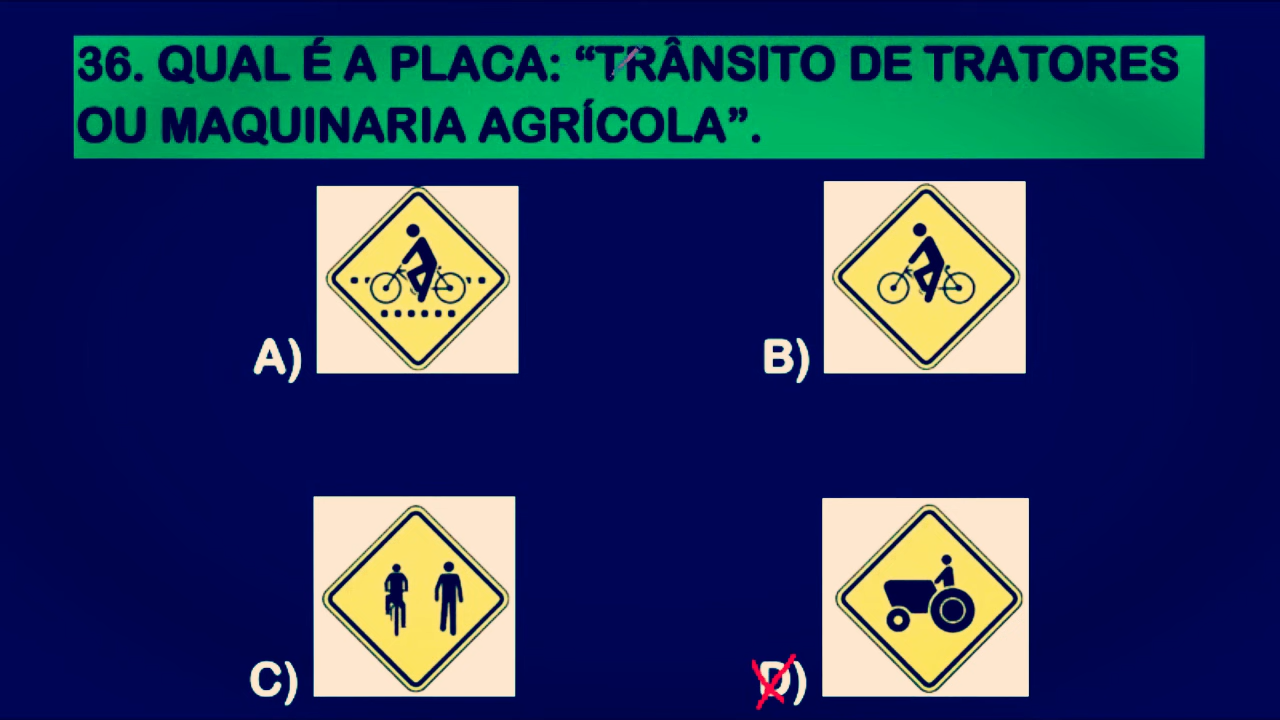 36. QUAL É A PLACA: “TRÂNSITO DE TRATORES
OU MAQUINARIA AGRÍCOLA”.
A)
B)
C)
D)